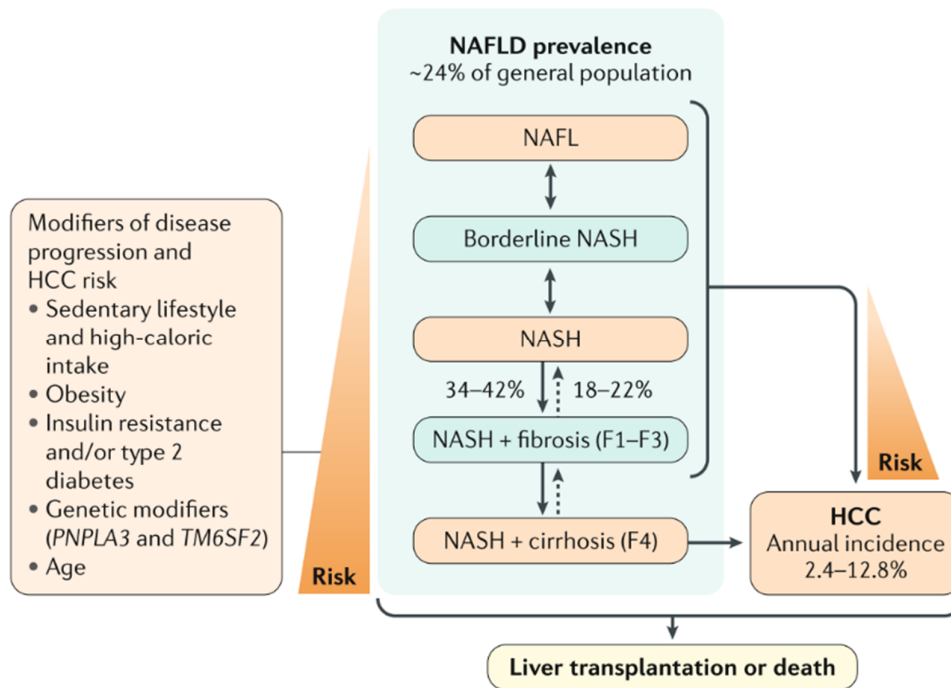 NAFLD prevalence
~24% of general population
NAFL
Borderline NASH
NASH
34–42%
18–22%
NASH + fibrosis (F1–F3)
NASH + cirrhosis (F4)
Modifiers of disease
progression and
HCC risk
• Sedentary lifestyle
and high-caloric
intake
• Obesity
• Insulin resistance
and/or type 2
diabetes
• Genetic modifiers
(PNPLA3 and TM6SF2)
• Age
Risk
Risk
HCC
Annual incidence
2.4–12.8%
Liver transplantation or death